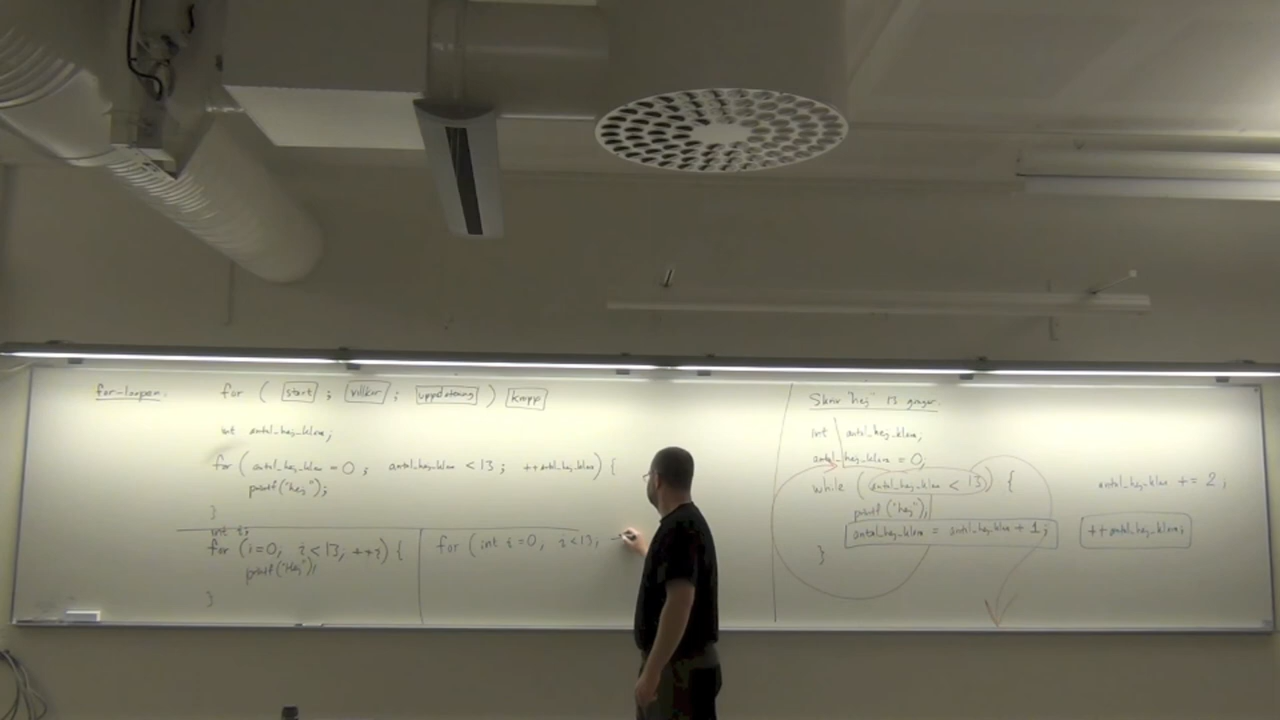 for-loopen.
for ( start ; villkor ; uppdatering ) kropp
int antal_hej_klara;
for ( antal_hej_klara = 0 ; antal_hej_klara < 13 ; ++antal_hej_klara) {
printf("hej");
}
int i;
for (i=0; i<13; ++i) {
printf("Hej");
}
for (int i=0; i<13;
Skriv "hej" 13 gånger.
int antal_hej_klara;
antal_hej_klara = 0;
while (antal_hej_klara < 13) {
printf("hej");
antal_hej_klara = antal_hej_klara + 1;
}
antal_hej_klara += 2;
++antal_hej_klara;